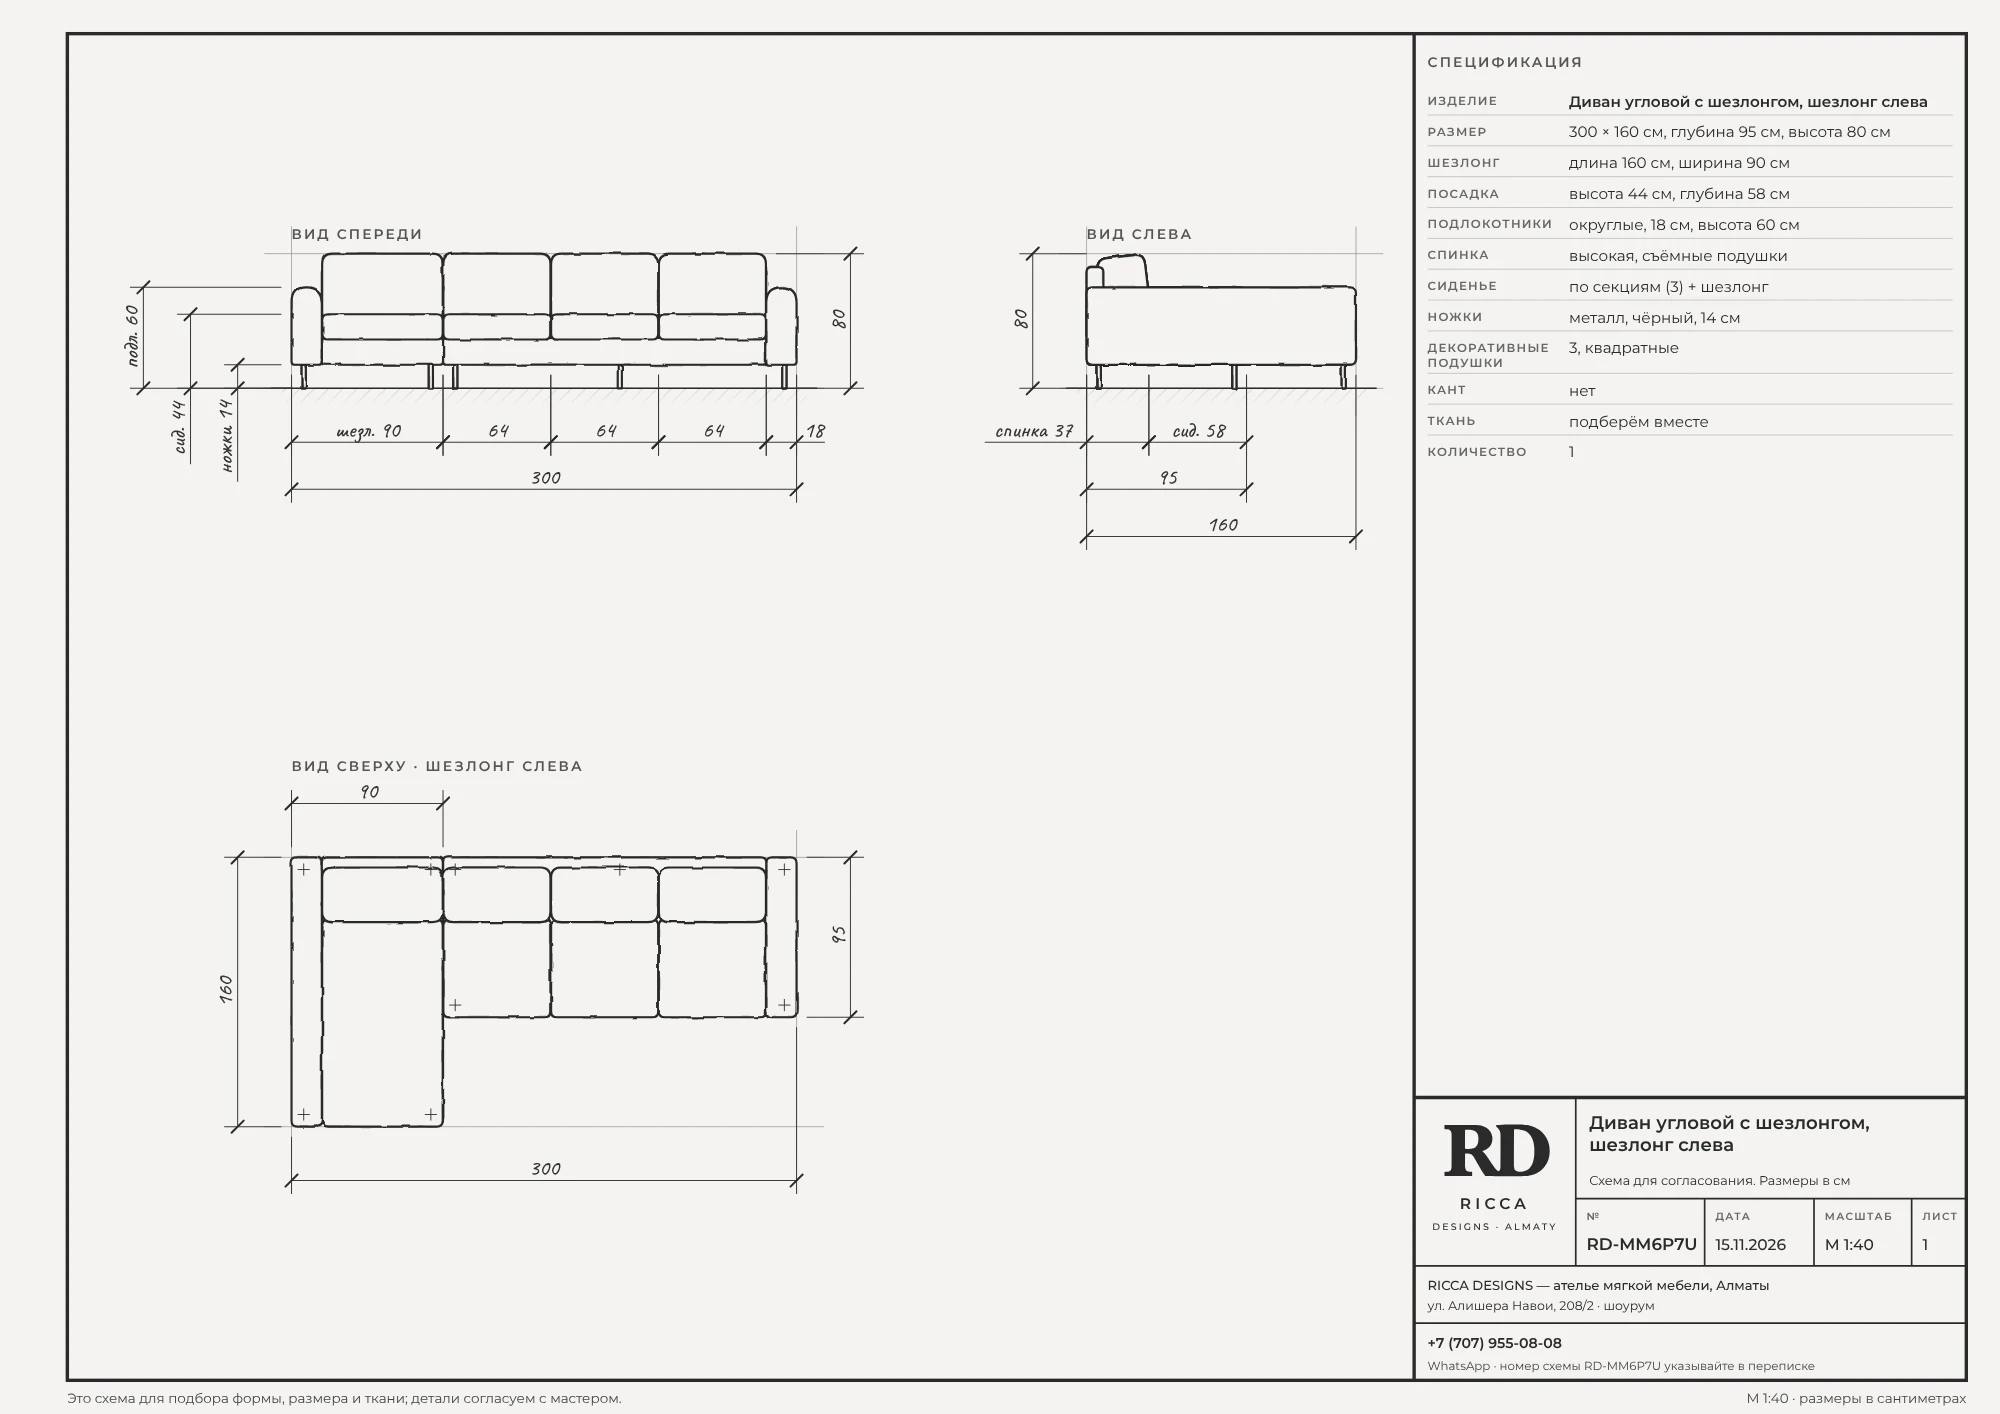 ВИД СПЕРЕДИ
подл. 60
сид. 44
ножки 14
80
шезл. 90
64
64
64
18
300
ВИД СЛЕВА
80
спинка 37
сид. 58
95
160
ВИД СВЕРХУ · ШЕЗЛОНГ СЛЕВА
90
160
95
300
СПЕЦИФИКАЦИЯ
ИЗДЕЛИЕ Диван угловой с шезлонгом, шезлонг слева
РАЗМЕР 300 × 160 см, глубина 95 см, высота 80 см
ШЕЗЛОНГ длина 160 см, ширина 90 см
ПОСАДКА высота 44 см, глубина 58 см
ПОДЛОКОТНИКИ округлые, 18 см, высота 60 см
СПИНКА высокая, съёмные подушки
СИДЕНЬЕ по секциям (3) + шезлонг
НОЖКИ металл, чёрный, 14 см
ДЕКОРАТИВНЫЕ 3, квадратные
ПОДУШКИ
КАНТ нет
ТКАНЬ подберём вместе
КОЛИЧЕСТВО 1
RD
RICCA
DESIGNS · ALMATY
Диван угловой с шезлонгом,
шезлонг слева
Схема для согласования. Размеры в см
№ ДАТА МАСШТАБ ЛИСТ
RD-MM6P7U 15.11.2026 М 1:40 1
RICCA DESIGNS — ателье мягкой мебели, Алматы
ул. Алишера Навои, 208/2 · шоурум
+7 (707) 955-08-08
WhatsApp · номер схемы RD-MM6P7U указывайте в переписке
Это схема для подбора формы, размера и ткани; детали согласуем с мастером.
М 1:40 · размеры в сантиметрах